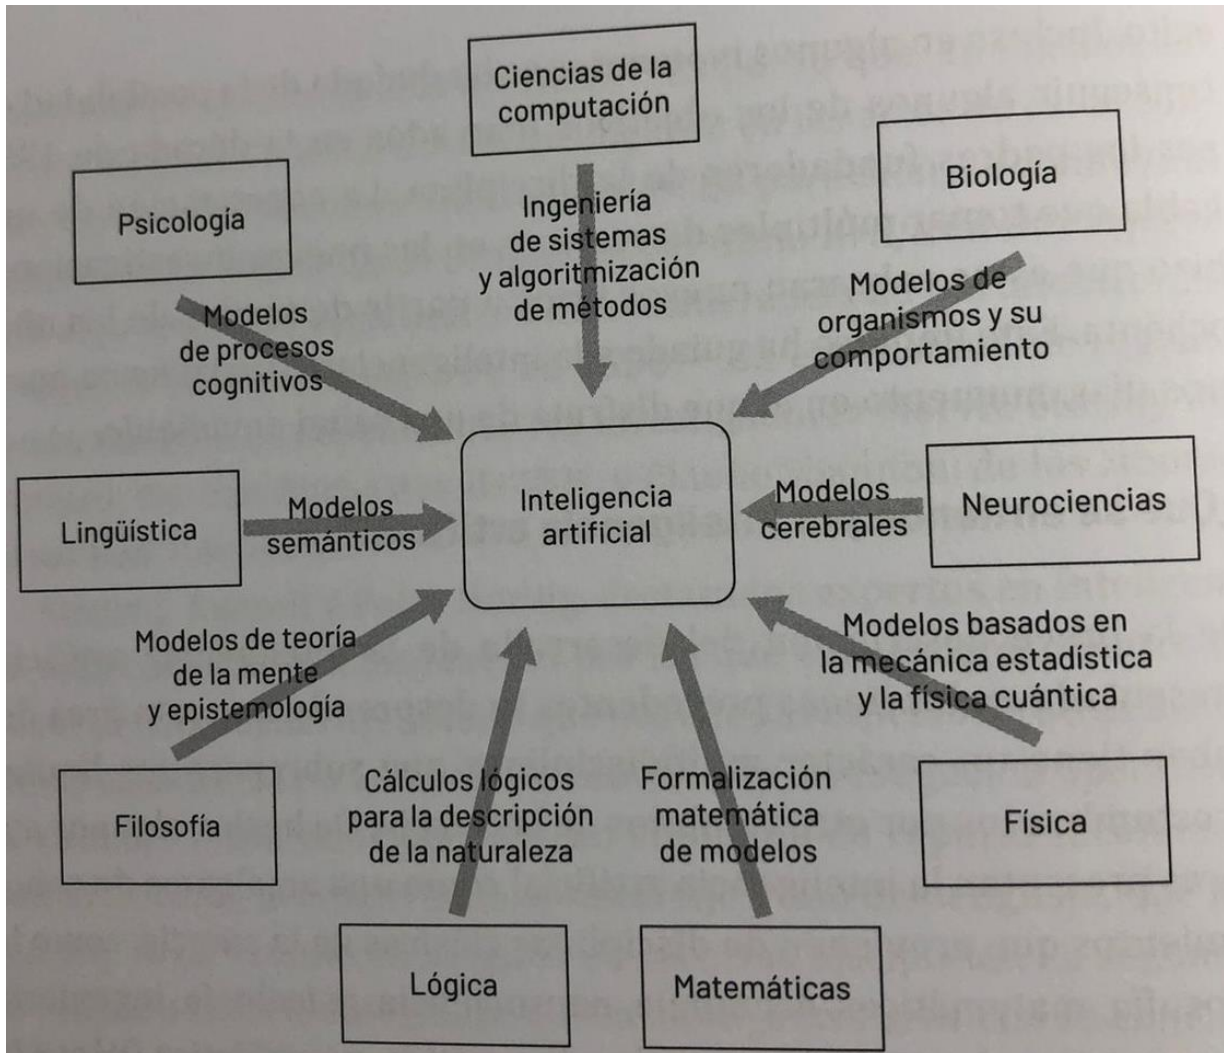 Ciencias de la
computación
Biología
Psicología
Ingeniería
de sistemas
y algoritmización
de métodos
Modelos de
organismos y su
comportamiento
Modelos
de procesos
cognitivos
Lingüística
Modelos
semánticos
Inteligencia
artificial
Modelos
cerebrales
Neurociencias
Modelos de teoría
de la mente
y epistemología
Modelos basados en
la mecánica estadística
y la física cuántica
Filosofía
Cálculos lógicos
para la descripción
de la naturaleza
Formalización
matemática
de modelos
Física
Lógica
Matemáticas